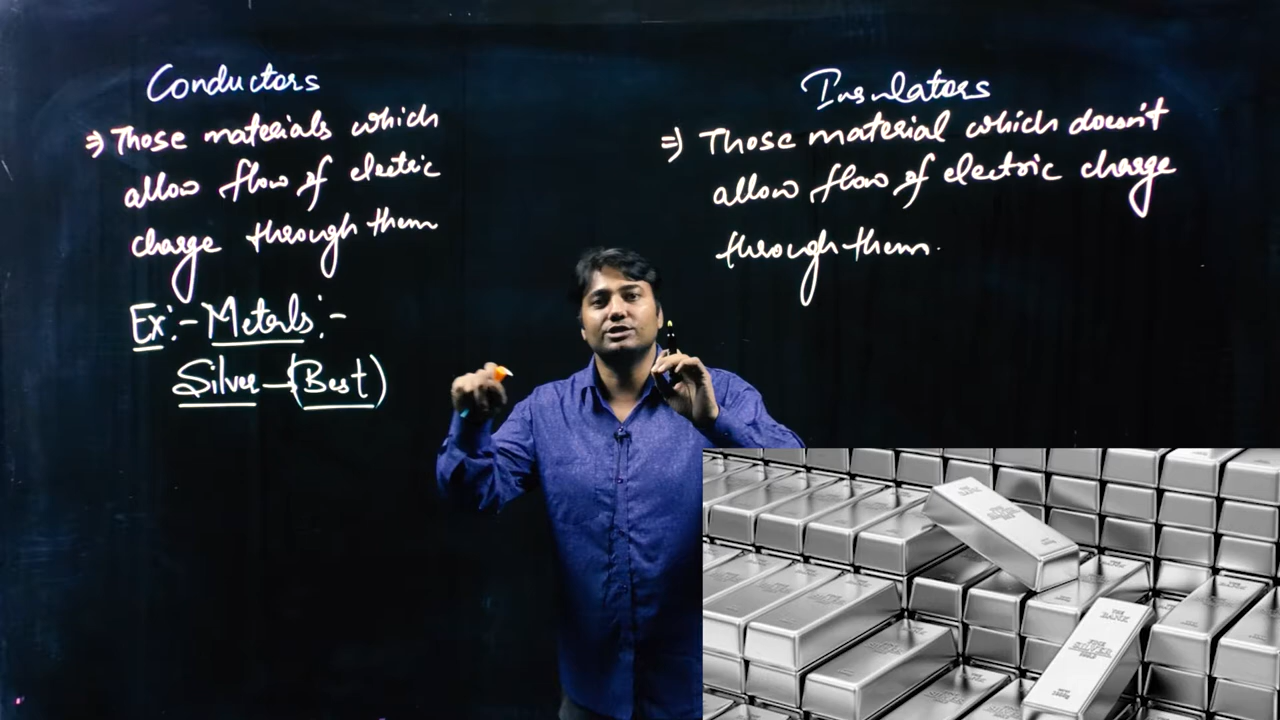 Conductors
⇒ Those materials which
allow flow of electric
charge through them
Ex:- Metals:-
Silver - (Best)
Insulators
⇒ Those material which doesn't
allow flow of electric charge
through them.